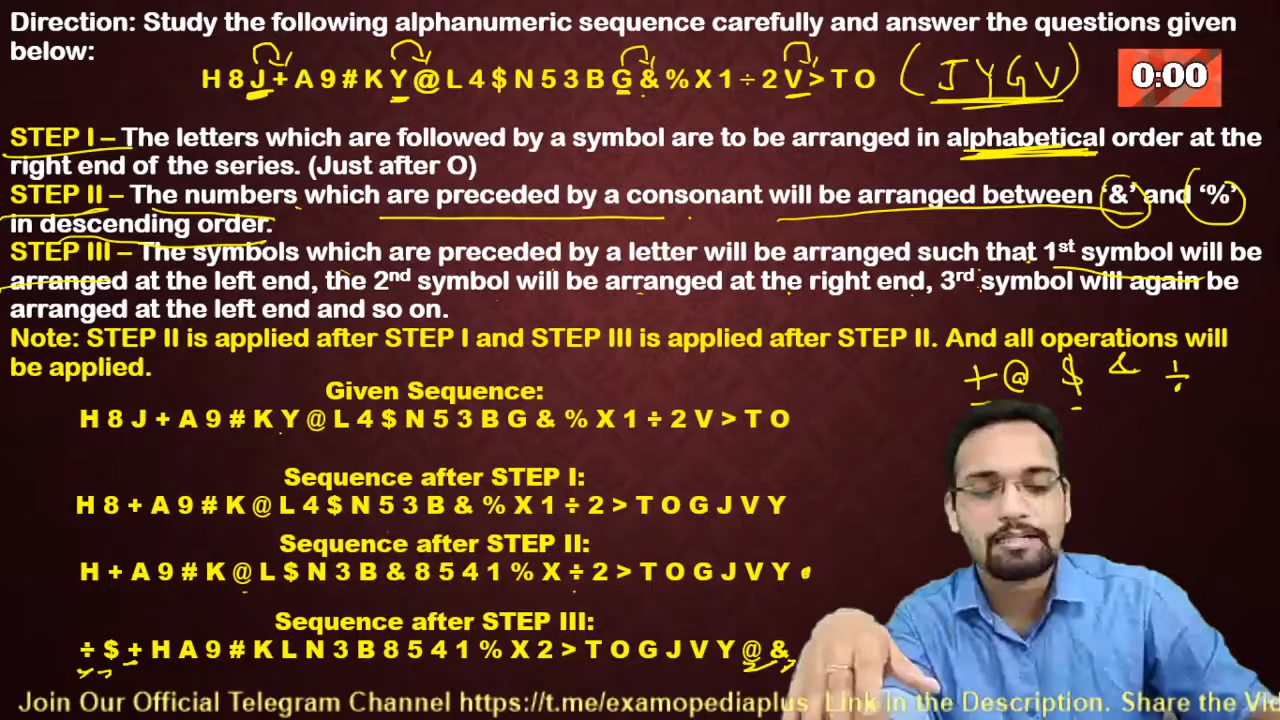 Direction: Study the following alphanumeric sequence carefully and answer the questions given
below:
H 8 J + A 9 # K Y @ L 4 $ N 5 3 B G & % X 1 ÷ 2 V > T O
( J Y G V )
0:00
STEP I – The letters which are followed by a symbol are to be arranged in alphabetical order at the
right end of the series. (Just after O)
STEP II – The numbers which are preceded by a consonant will be arranged between ‘&’ and ‘%’
in descending order.
STEP III – The symbols which are preceded by a letter will be arranged such that 1st symbol will be
arranged at the left end, the 2nd symbol will be arranged at the right end, 3rd symbol will again be
arranged at the left end and so on.
Note: STEP II is applied after STEP I and STEP III is applied after STEP II. And all operations will
be applied.
+ @ $ & ÷
Given Sequence:
H 8 J + A 9 # K Y @ L 4 $ N 5 3 B G & % X 1 ÷ 2 V > T O
Sequence after STEP I:
H 8 + A 9 # K @ L 4 $ N 5 3 B & % X 1 ÷ 2 > T O G J V Y
Sequence after STEP II:
H + A 9 # K @ L $ N 3 B & 8 5 4 1 % X ÷ 2 > T O G J V Y
Sequence after STEP III:
÷ $ + H A 9 # K L N 3 B 8 5 4 1 % X 2 > T O G J V Y @ &
Join Our Official Telegram Channel https://t.me/examopediaplus Link in the Description. Share the Vi